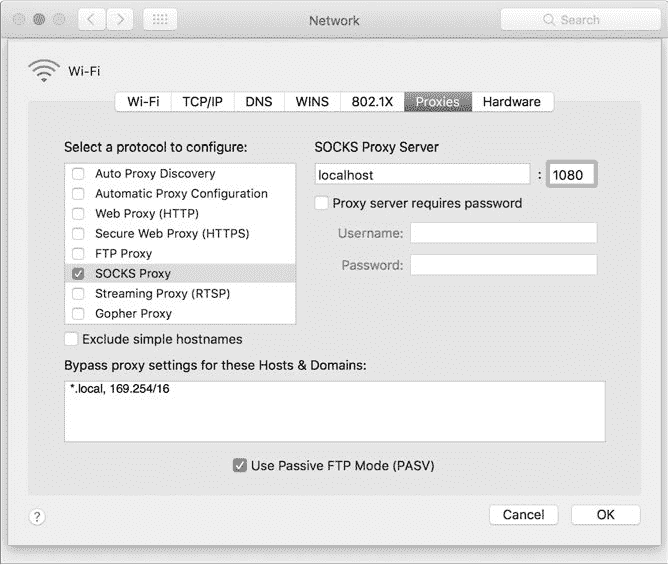 Network
Search
Wi-Fi
Wi-Fi TCP/IP DNS WINS 802.1X Proxies Hardware
Select a protocol to configure:
Auto Proxy Discovery
Automatic Proxy Configuration
Web Proxy (HTTP)
Secure Web Proxy (HTTPS)
FTP Proxy
SOCKS Proxy
Streaming Proxy (RTSP)
Gopher Proxy
Exclude simple hostnames
SOCKS Proxy Server
localhost : 1080
Proxy server requires password
Username:
Password:
Bypass proxy settings for these Hosts & Domains:
*.local, 169.254/16
Use Passive FTP Mode (PASV)
? Cancel OK